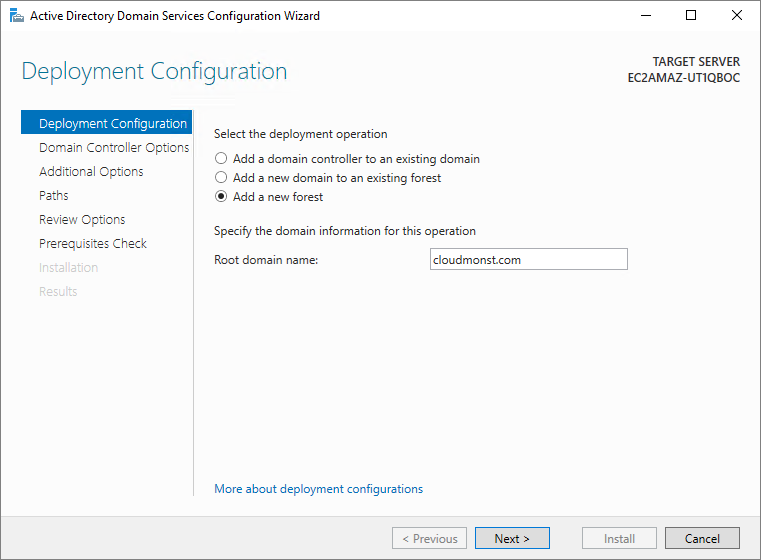 Active Directory Domain Services Configuration Wizard
Deployment Configuration
TARGET SERVER
EC2AMAZ-UT1QBOC
Deployment Configuration
Domain Controller Options
Additional Options
Paths
Review Options
Prerequisites Check
Installation
Results
Select the deployment operation
Add a domain controller to an existing domain
Add a new domain to an existing forest
Add a new forest
Specify the domain information for this operation
Root domain name: cloudmonst.com
More about deployment configurations
< Previous Next > Install Cancel